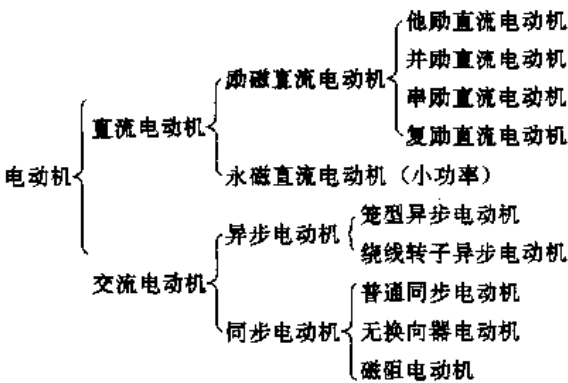 他励直流电动机
并励直流电动机
励磁直流电动机
串励直流电动机
直流电动机
复励直流电动机
电动机
永磁直流电动机（小功率）
笼型异步电动机
异步电动机
绕线转子异步电动机
交流电动机
普通同步电动机
同步电动机
无换向器电动机
磁阻电动机